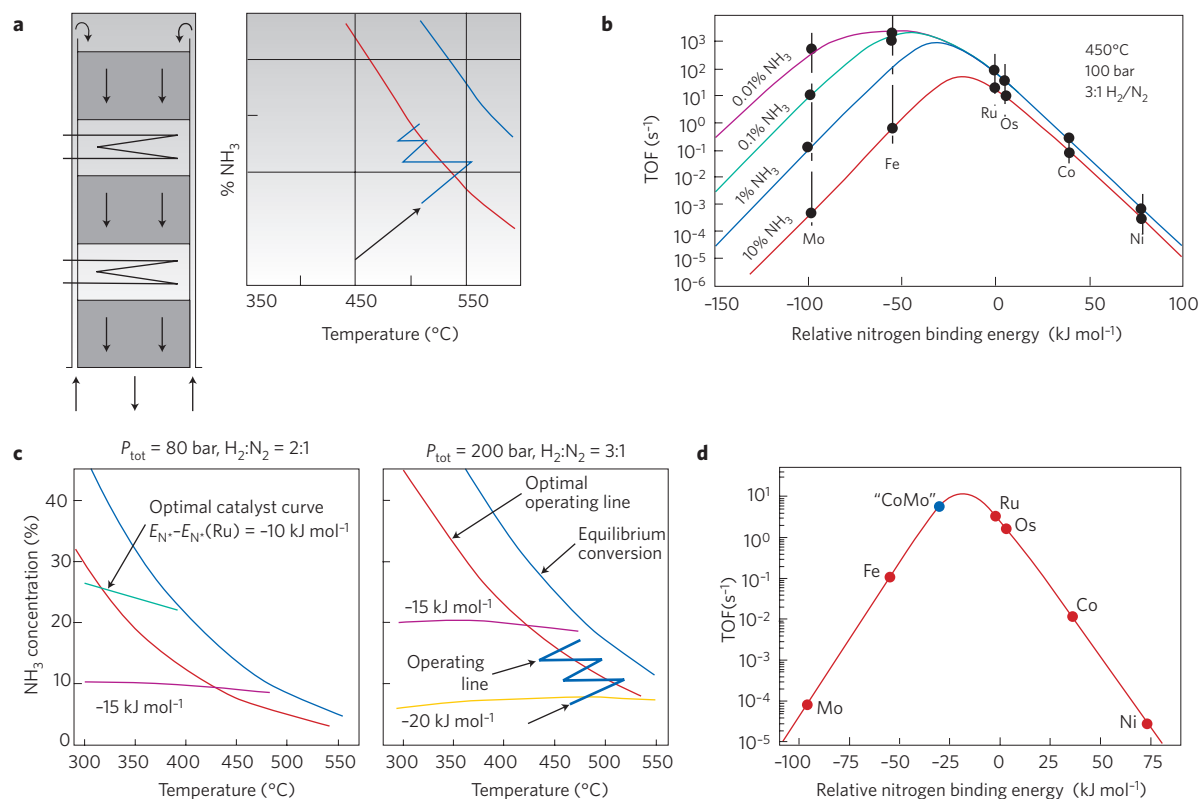 a
% NH₃
350
450
550
Temperature (°C)
b
TOF (s⁻¹)
10³
10²
10¹
10⁰
10⁻¹
10⁻²
10⁻³
10⁻⁴
10⁻⁵
10⁻⁶
0.01% NH₃
0.1% NH₃
1% NH₃
10% NH₃
Mo
Fe
Ru
Os
Co
Ni
450°C
100 bar
3:1 H₂/N₂
−150
−100
−50
0
50
100
Relative nitrogen binding energy (kJ mol⁻¹)
c
P_tot = 80 bar, H₂:N₂ = 2:1
NH₃ concentration (%)
40
30
20
10
0
Optimal catalyst curve
E_N*–E_N*(Ru) = −10 kJ mol⁻¹
−15 kJ mol⁻¹
300
350
400
450
500
550
Temperature (°C)
P_tot = 200 bar, H₂:N₂ = 3:1
Optimal
operating line
Equilibrium
conversion
−15 kJ mol⁻¹
Operating
line
−20 kJ mol⁻¹
300
350
400
450
500
550
Temperature (°C)
d
TOF(s⁻¹)
10¹
10⁰
10⁻¹
10⁻²
10⁻³
10⁻⁴
10⁻⁵
"CoMo"
Ru
Os
Fe
Co
Mo
Ni
−100
−75
−50
−25
0
25
50
75
Relative nitrogen binding energy (kJ mol⁻¹)